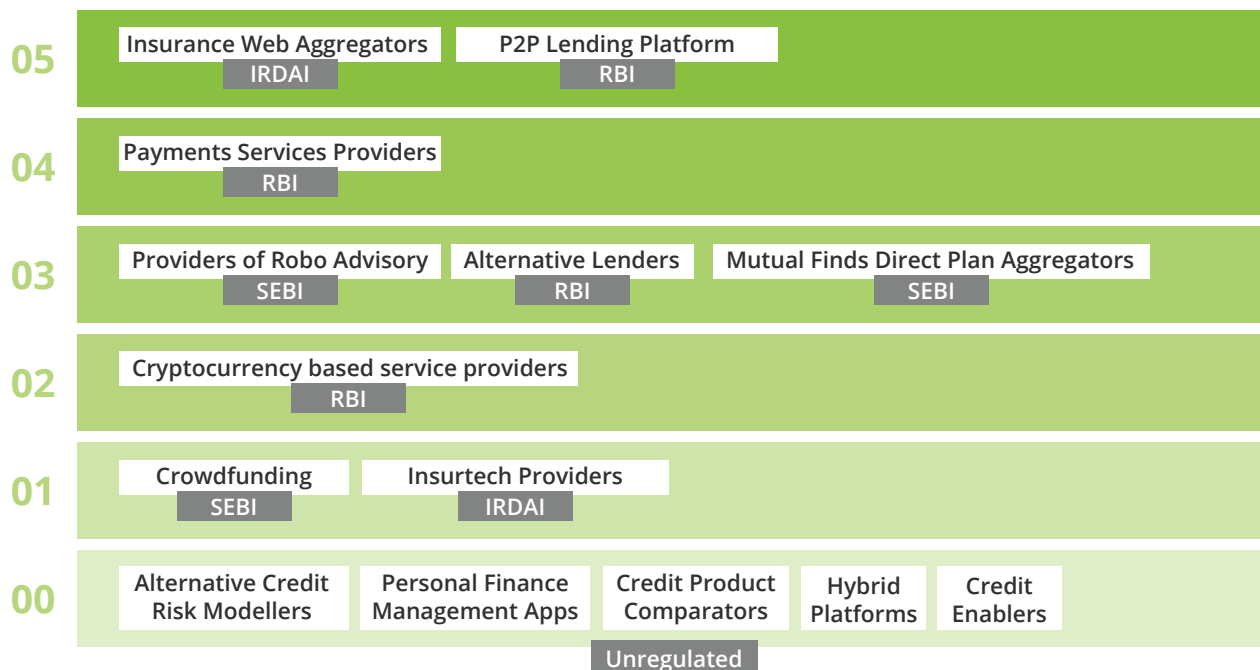 05
Insurance Web Aggregators
IRDAI
P2P Lending Platform
RBI
04
Payments Services Providers
RBI
03
Providers of Robo Advisory
SEBI
Alternative Lenders
RBI
Mutual Finds Direct Plan Aggregators
SEBI
02
Cryptocurrency based service providers
RBI
01
Crowdfunding
SEBI
Insurtech Providers
IRDAI
00
Alternative Credit
Risk Modellers
Personal Finance
Management Apps
Credit Product
Comparators
Hybrid
Platforms
Credit
Enablers
Unregulated